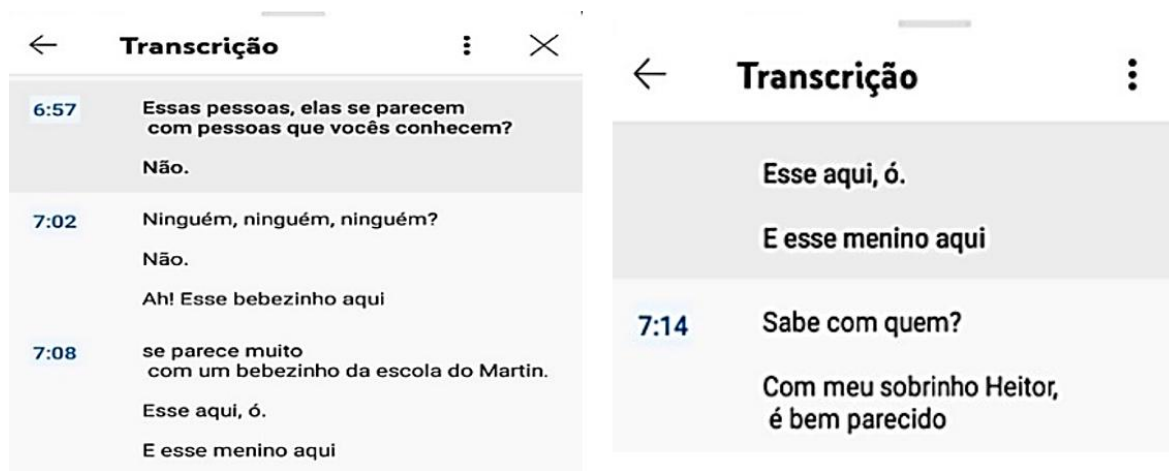 Transcrição
6:57
Essas pessoas, elas se parecem
com pessoas que vocês conhecem?
Não.
7:02
Ninguém, ninguém, ninguém?
Não.
Ah! Esse bebezinho aqui
7:08
se parece muito
com um bebezinho da escola do Martin.
Esse aqui, ó.
E esse menino aqui
Transcrição
Esse aqui, ó.
E esse menino aqui
7:14
Sabe com quem?
Com meu sobrinho Heitor,
é bem parecido